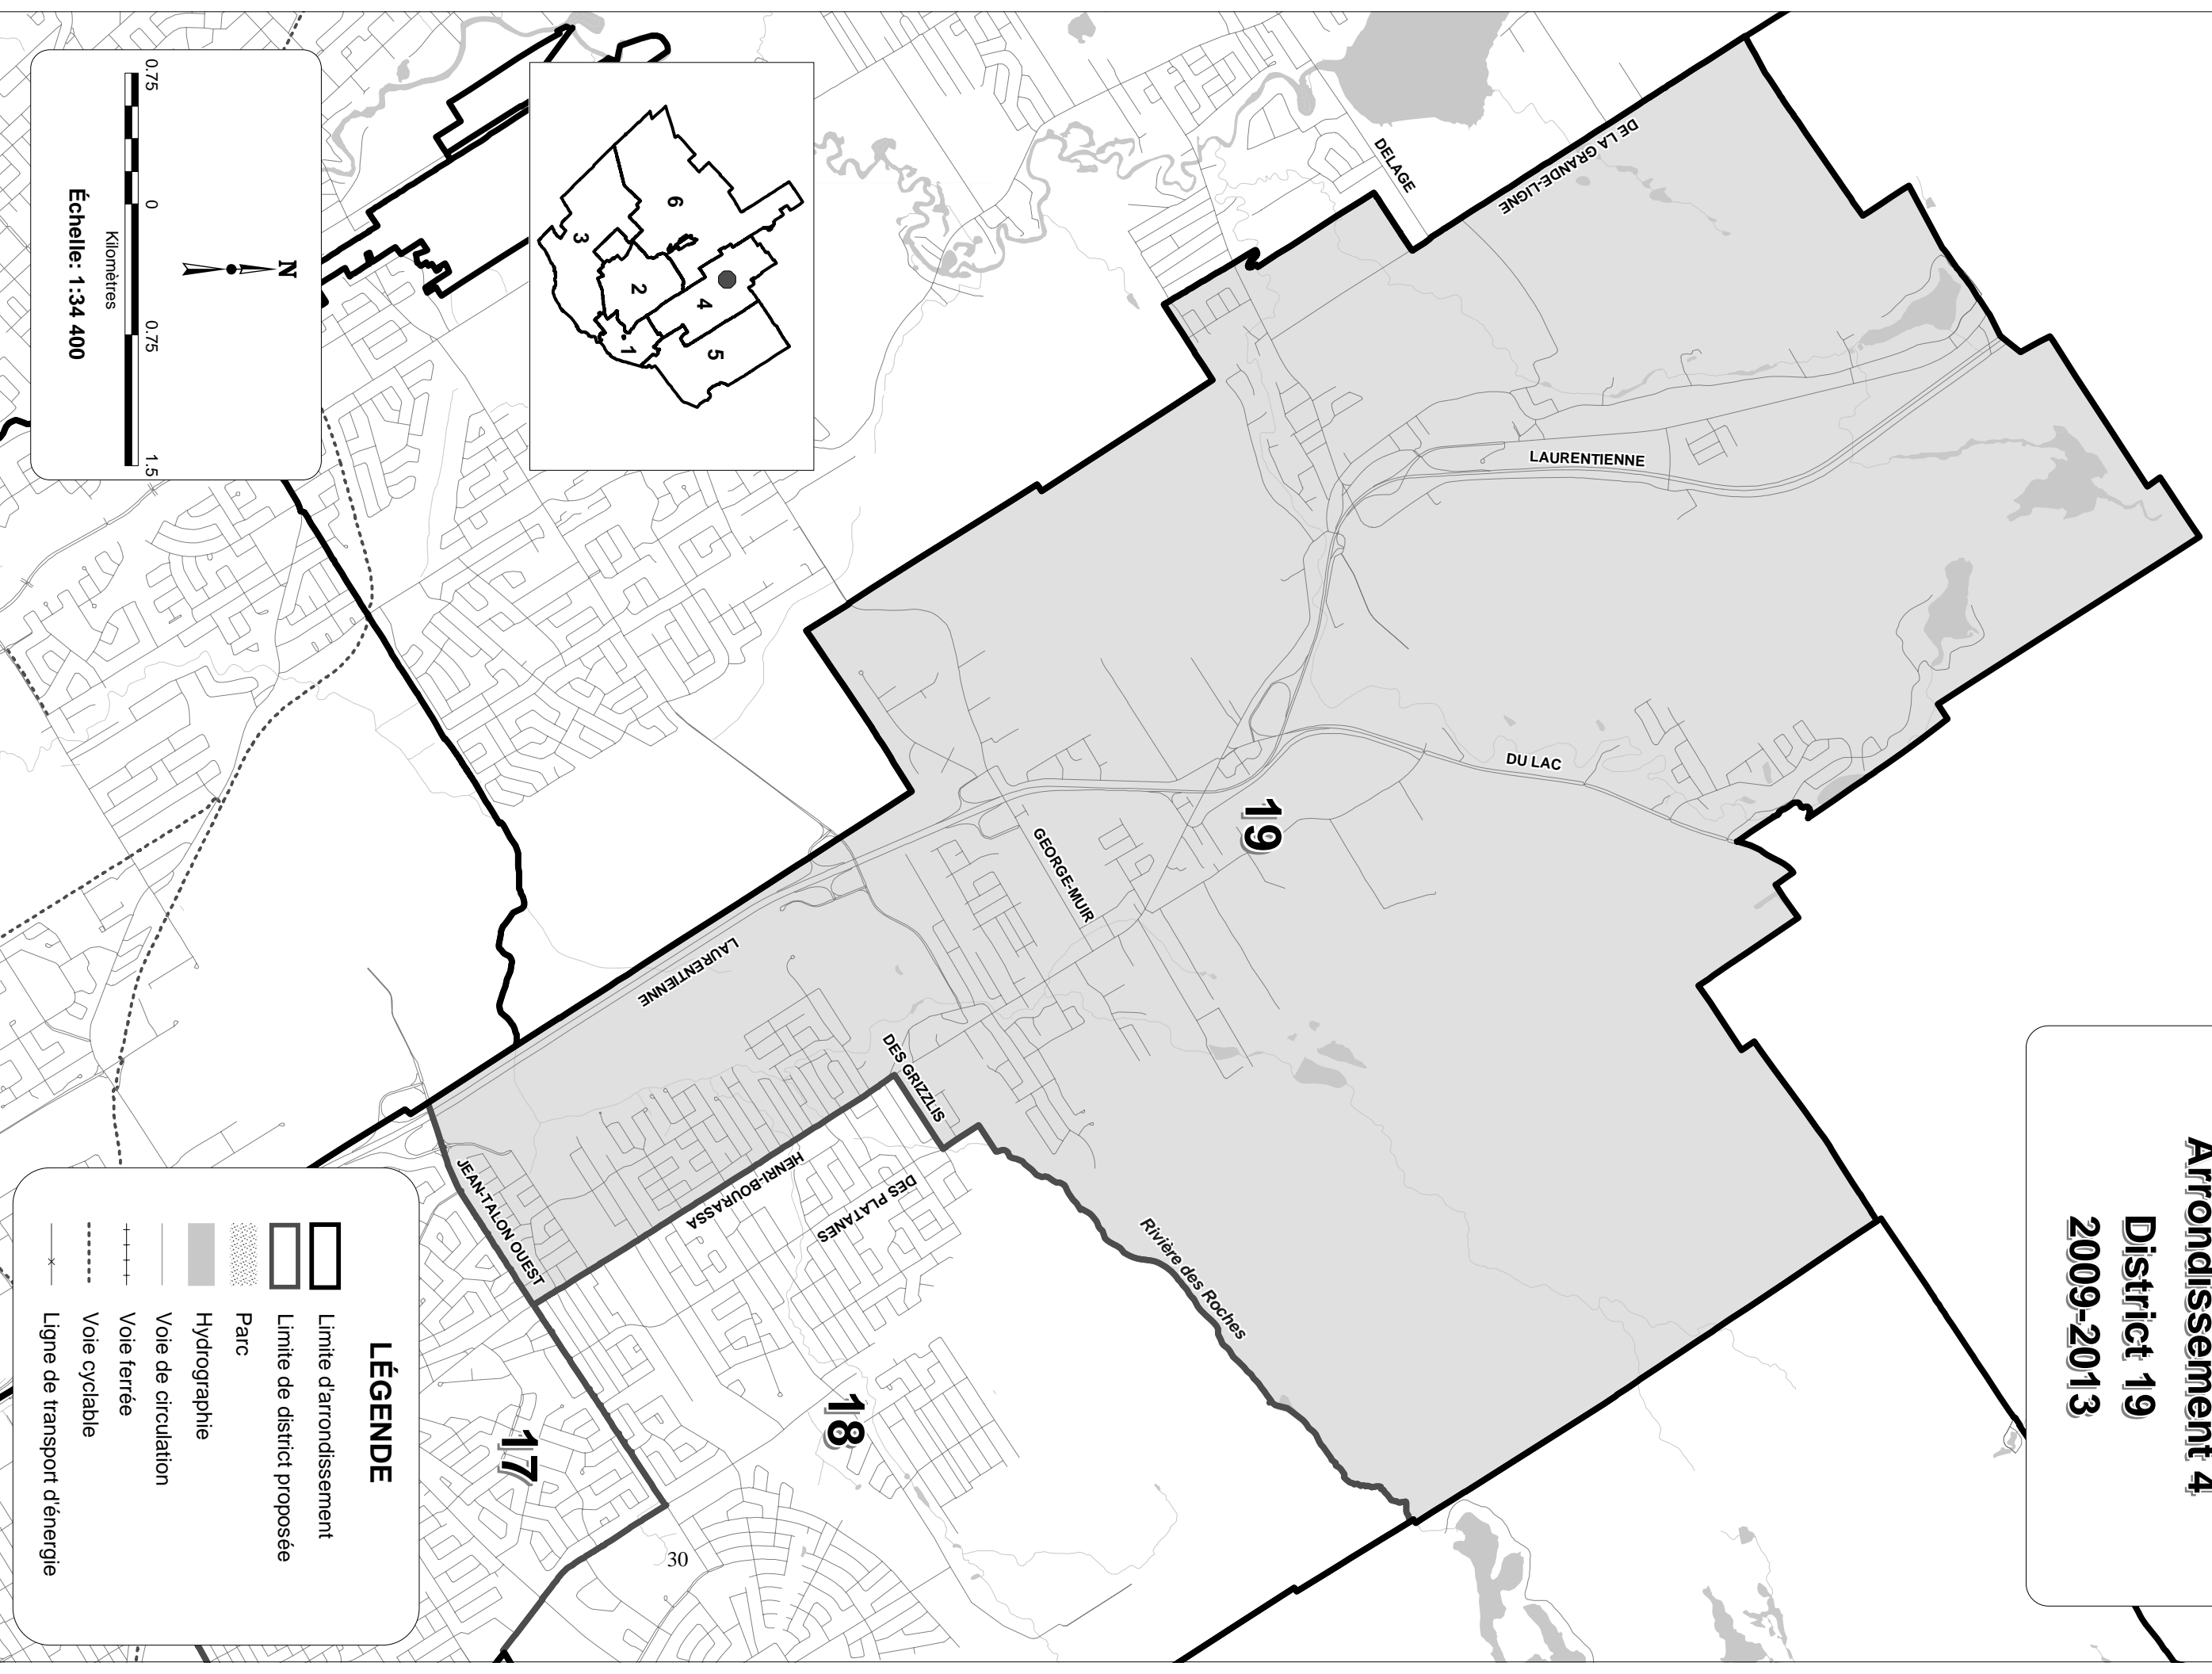 Arrondissement 4
District 19
2009-2013
DE LA GRANDE-LIGNE
DELAGE
LAURENTIENNE
DU LAC
19
GEORGE-MUIR
LAURENTIENNE
DES GRIZZLIS
HENRI-BOURASSA
DES PLATANES
JEAN-TALON OUEST
Rivière des Roches
18
17
30
6
3
2
4
5
1
N
0.75 0 0.75 1.5
Kilomètres
Échelle: 1:34 400
LÉGENDE
Limite d'arrondissement
Limite de district proposée
Parc
Hydrographie
Voie de circulation
Voie ferrée
Voie cyclable
Ligne de transport d'énergie